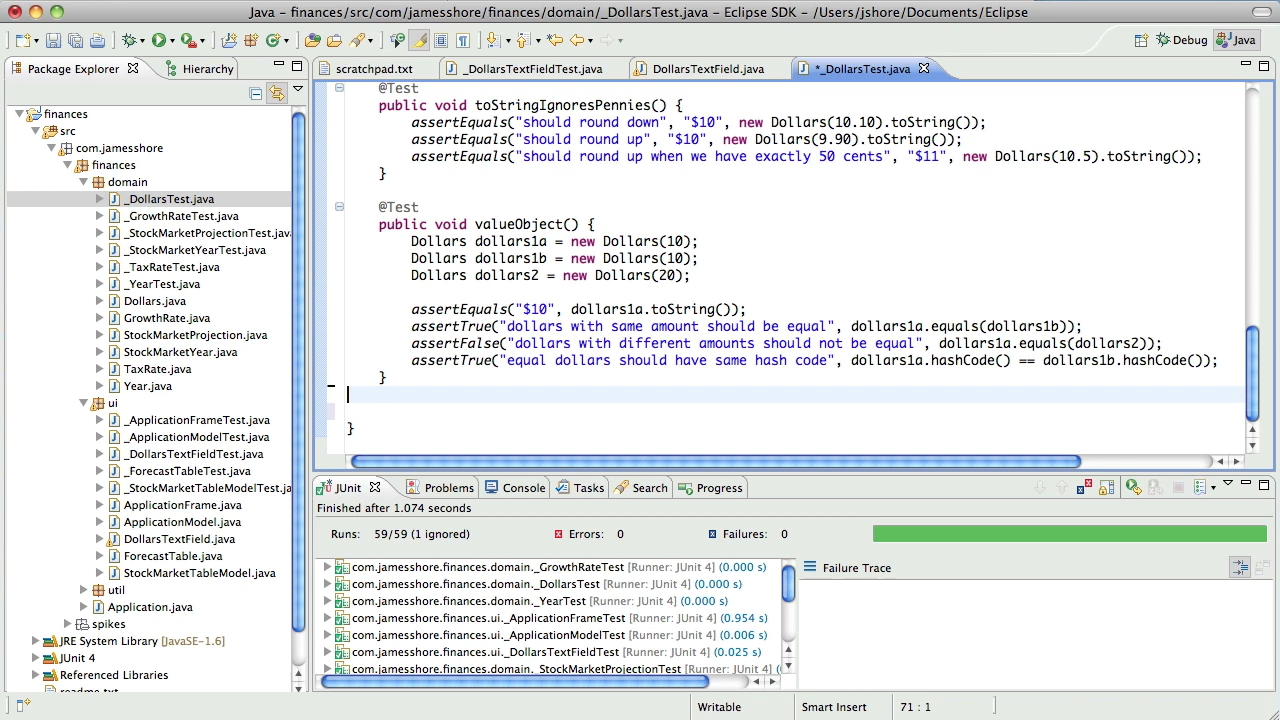 Java – finances/src/com/jamesshore/finances/domain/_DollarsTest.java – Eclipse SDK – /Users/jshore/Documents/Eclipse
Debug
Java
Package Explorer
Hierarchy
scratchpad.txt
_DollarsTextFieldTest.java
DollarsTextField.java
*_DollarsTest.java
finances
src
com.jamesshore
finances
domain
_DollarsTest.java
_GrowthRateTest.java
_StockMarketProjectionTest.java
_StockMarketYearTest.java
_TaxRateTest.java
_YearTest.java
Dollars.java
GrowthRate.java
StockMarketProjection.java
StockMarketYear.java
TaxRate.java
Year.java
ui
_ApplicationFrameTest.java
_ApplicationModelTest.java
_DollarsTextFieldTest.java
_ForecastTableTest.java
_StockMarketTableModelTest.ja
ApplicationFrame.java
ApplicationModel.java
DollarsTextField.java
ForecastTable.java
StockMarketTableModel.java
util
Application.java
spikes
JRE System Library [JavaSE-1.6]
JUnit 4
Referenced Libraries
readme.txt
@Test
public void toStringIgnoresPennies() {
assertEquals("should round down", "$10", new Dollars(10.10).toString());
assertEquals("should round up", "$10", new Dollars(9.90).toString());
assertEquals("should round up when we have exactly 50 cents", "$11", new Dollars(10.5).toString());
}
@Test
public void valueObject() {
Dollars dollars1a = new Dollars(10);
Dollars dollars1b = new Dollars(10);
Dollars dollars2 = new Dollars(20);
assertEquals("$10", dollars1a.toString());
assertTrue("dollars with same amount should be equal", dollars1a.equals(dollars1b));
assertFalse("dollars with different amounts should not be equal", dollars1a.equals(dollars2));
assertTrue("equal dollars should have same hash code", dollars1a.hashCode() == dollars1b.hashCode());
}
}
JUnit
Problems
Console
Tasks
Search
Progress
Finished after 1.074 seconds
Runs: 59/59 (1 ignored)
Errors: 0
Failures: 0
com.jamesshore.finances.domain._GrowthRateTest [Runner: JUnit 4] (0.000 s)
com.jamesshore.finances.domain._DollarsTest [Runner: JUnit 4] (0.000 s)
com.jamesshore.finances.domain._YearTest [Runner: JUnit 4] (0.000 s)
com.jamesshore.finances.ui._ApplicationFrameTest [Runner: JUnit 4] (0.954 s)
com.jamesshore.finances.ui._ApplicationModelTest [Runner: JUnit 4] (0.006 s)
com.jamesshore.finances.ui._DollarsTextFieldTest [Runner: JUnit 4] (0.025 s)
com.jamesshore.finances.domain._StockMarketProjectionTest [Runner: JUnit 4] (
Failure Trace
Writable
Smart Insert
71 : 1